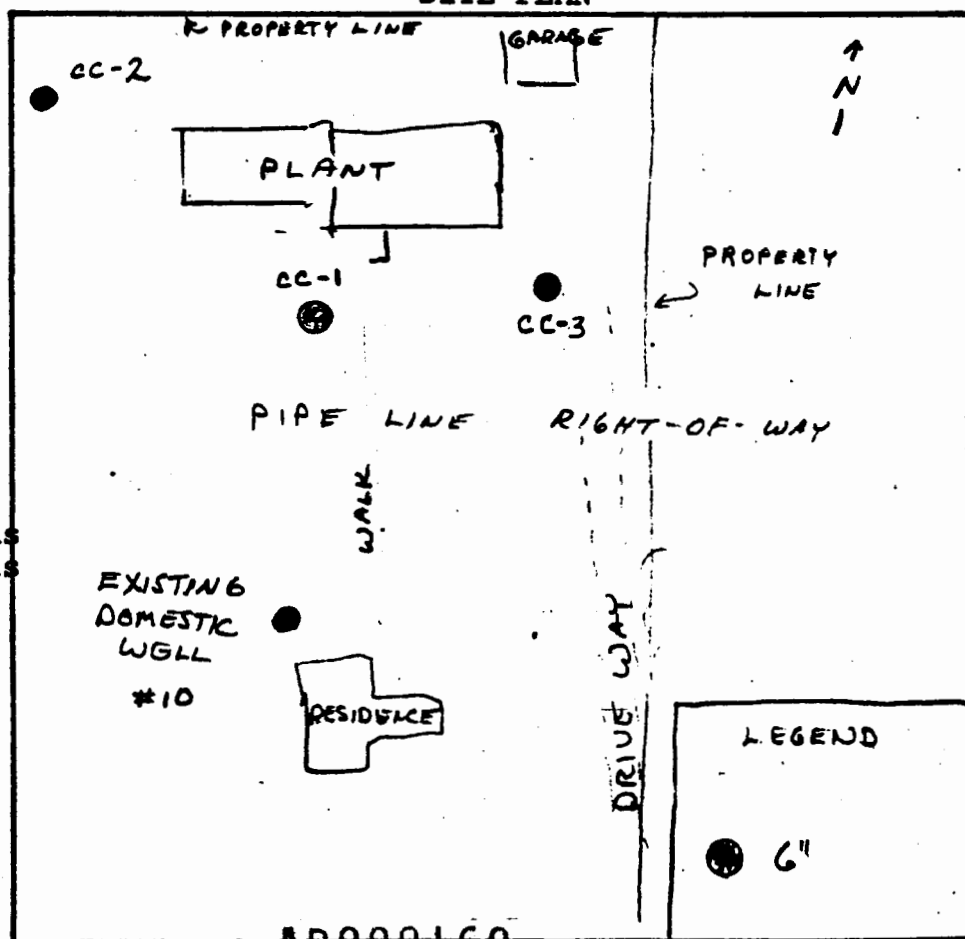 PROPERTY LINE
GARAGE
CC-2
N
PLANT
PROPERTY
LINE
CC-1
CC-3
PIPE LINE RIGHT-OF-WAY
WALK
EXISTING
DOMESTIC
WELL
#10
RESIDENCE
DRIVE WAY
LEGEND
6"